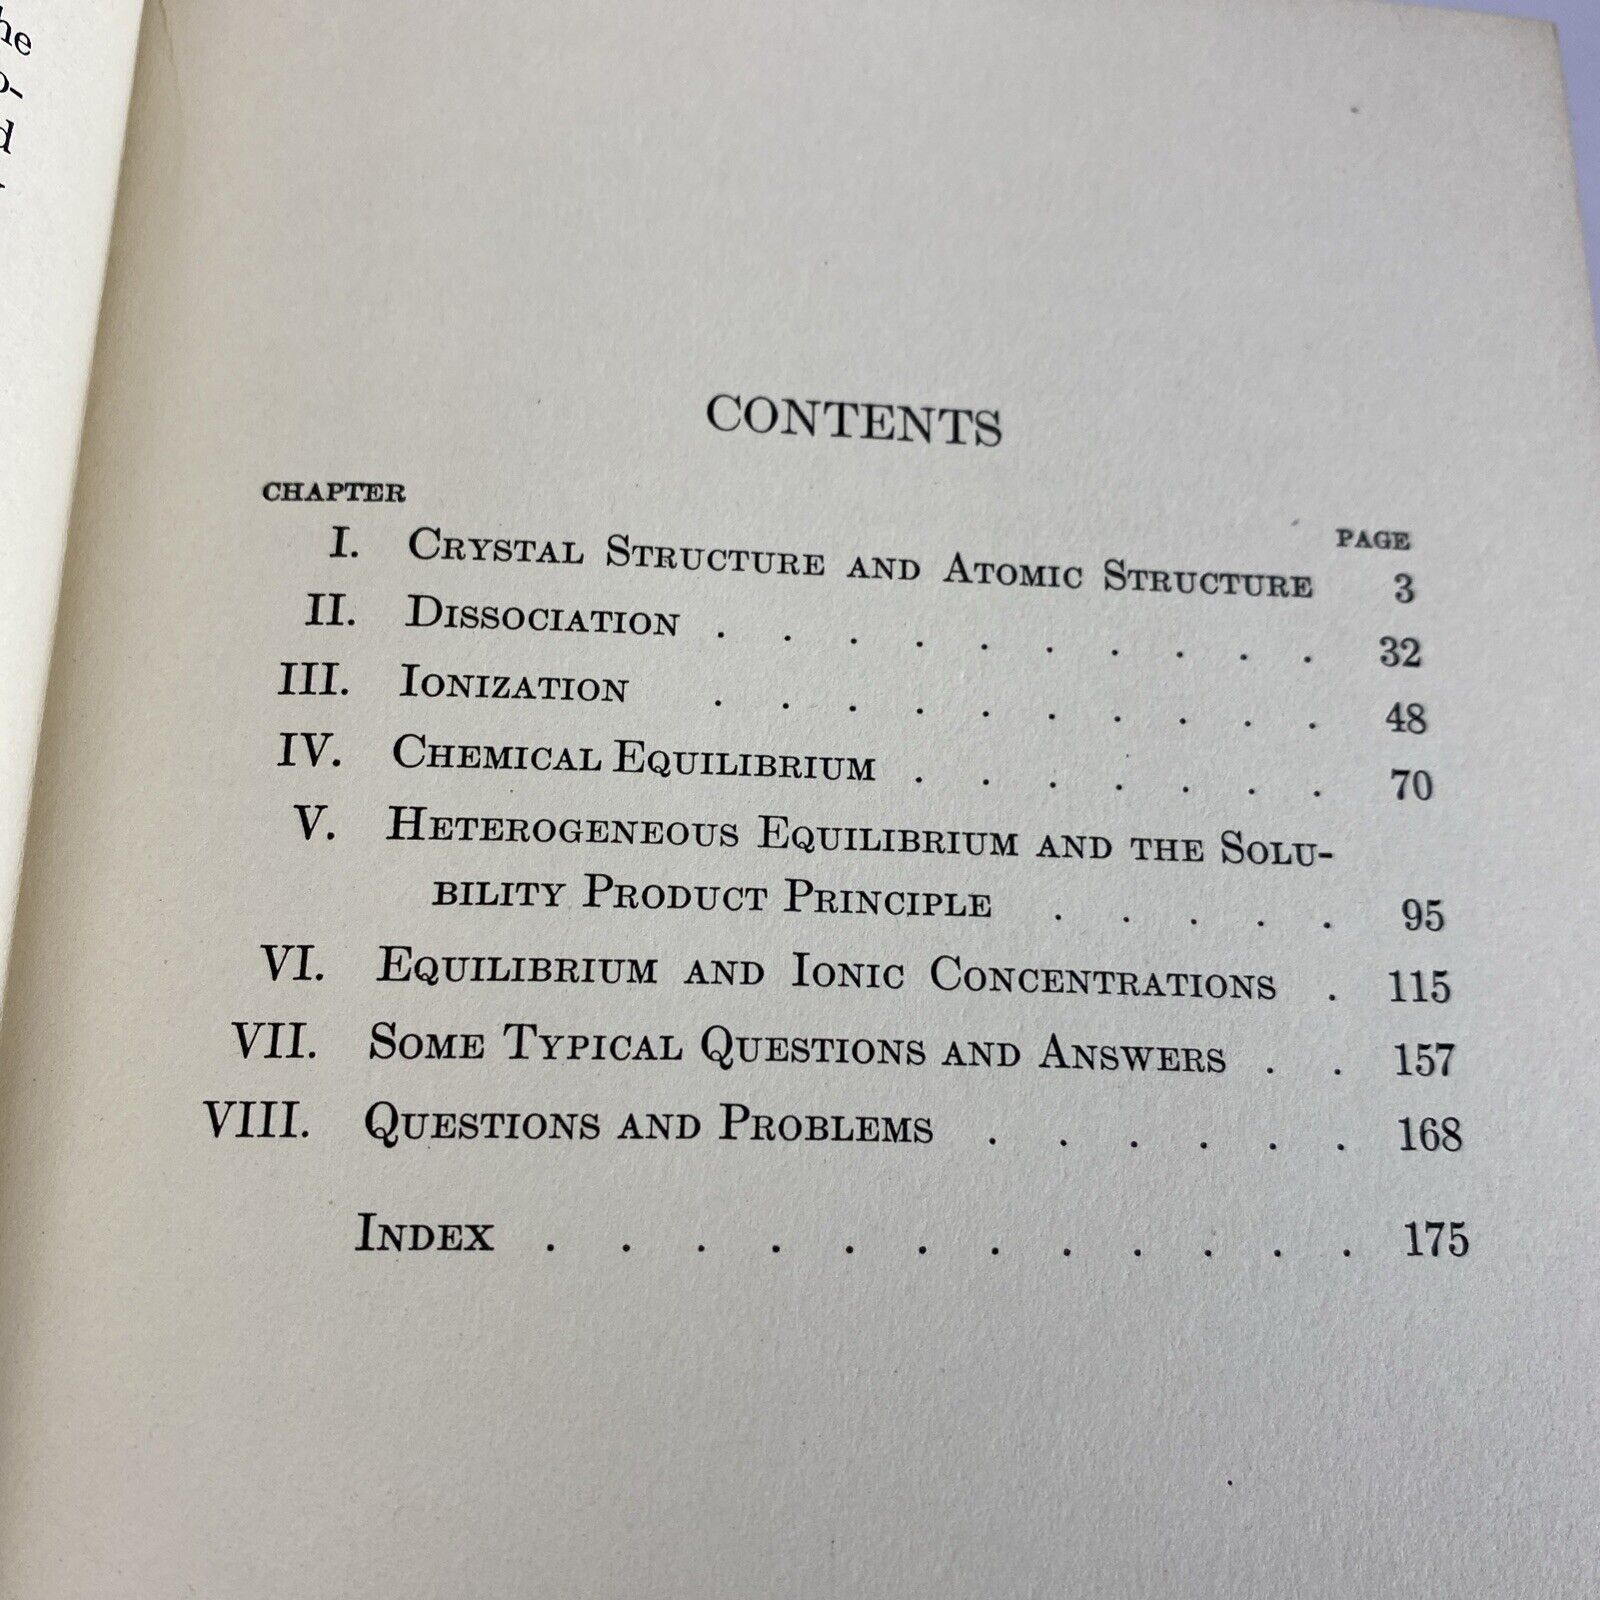 he
CONTENTS
CHAPTER
PAGE
I. CRYSTAL STRUCTURE AND ATOMIC STRUCTURE 3
II. DISSOCIATION . . . . . . . . . . 32
III. IONIZATION . . . . . . . . . . 48
IV. CHEMICAL EQUILIBRIUM . . . . . . . 70
V. HETEROGENEOUS EQUILIBRIUM AND THE SOLU-
BILITY PRODUCT PRINCIPLE . . . . . 95
VI. EQUILIBRIUM AND IONIC CONCENTRATIONS . 115
VII. SOME TYPICAL QUESTIONS AND ANSWERS . . 157
VIII. QUESTIONS AND PROBLEMS . . . . . . 168
INDEX . . . . . . . . . . . . 175